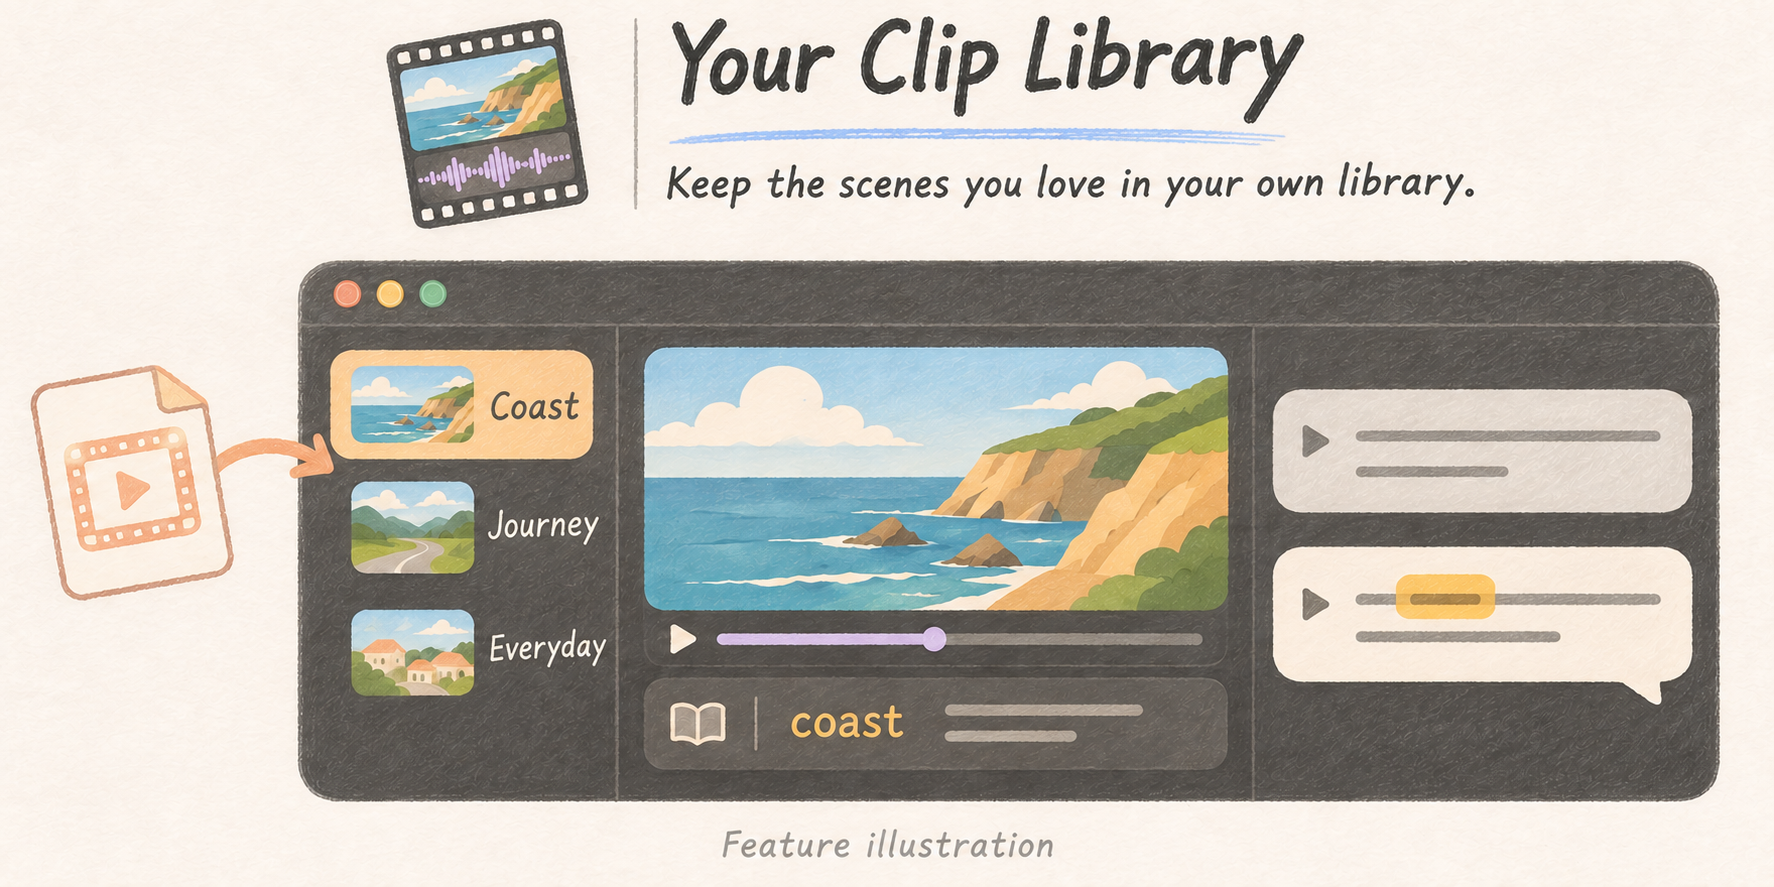 Your Clip Library
Keep the scenes you love in your own library.
Coast
Journey
Everyday
coast
Feature illustration